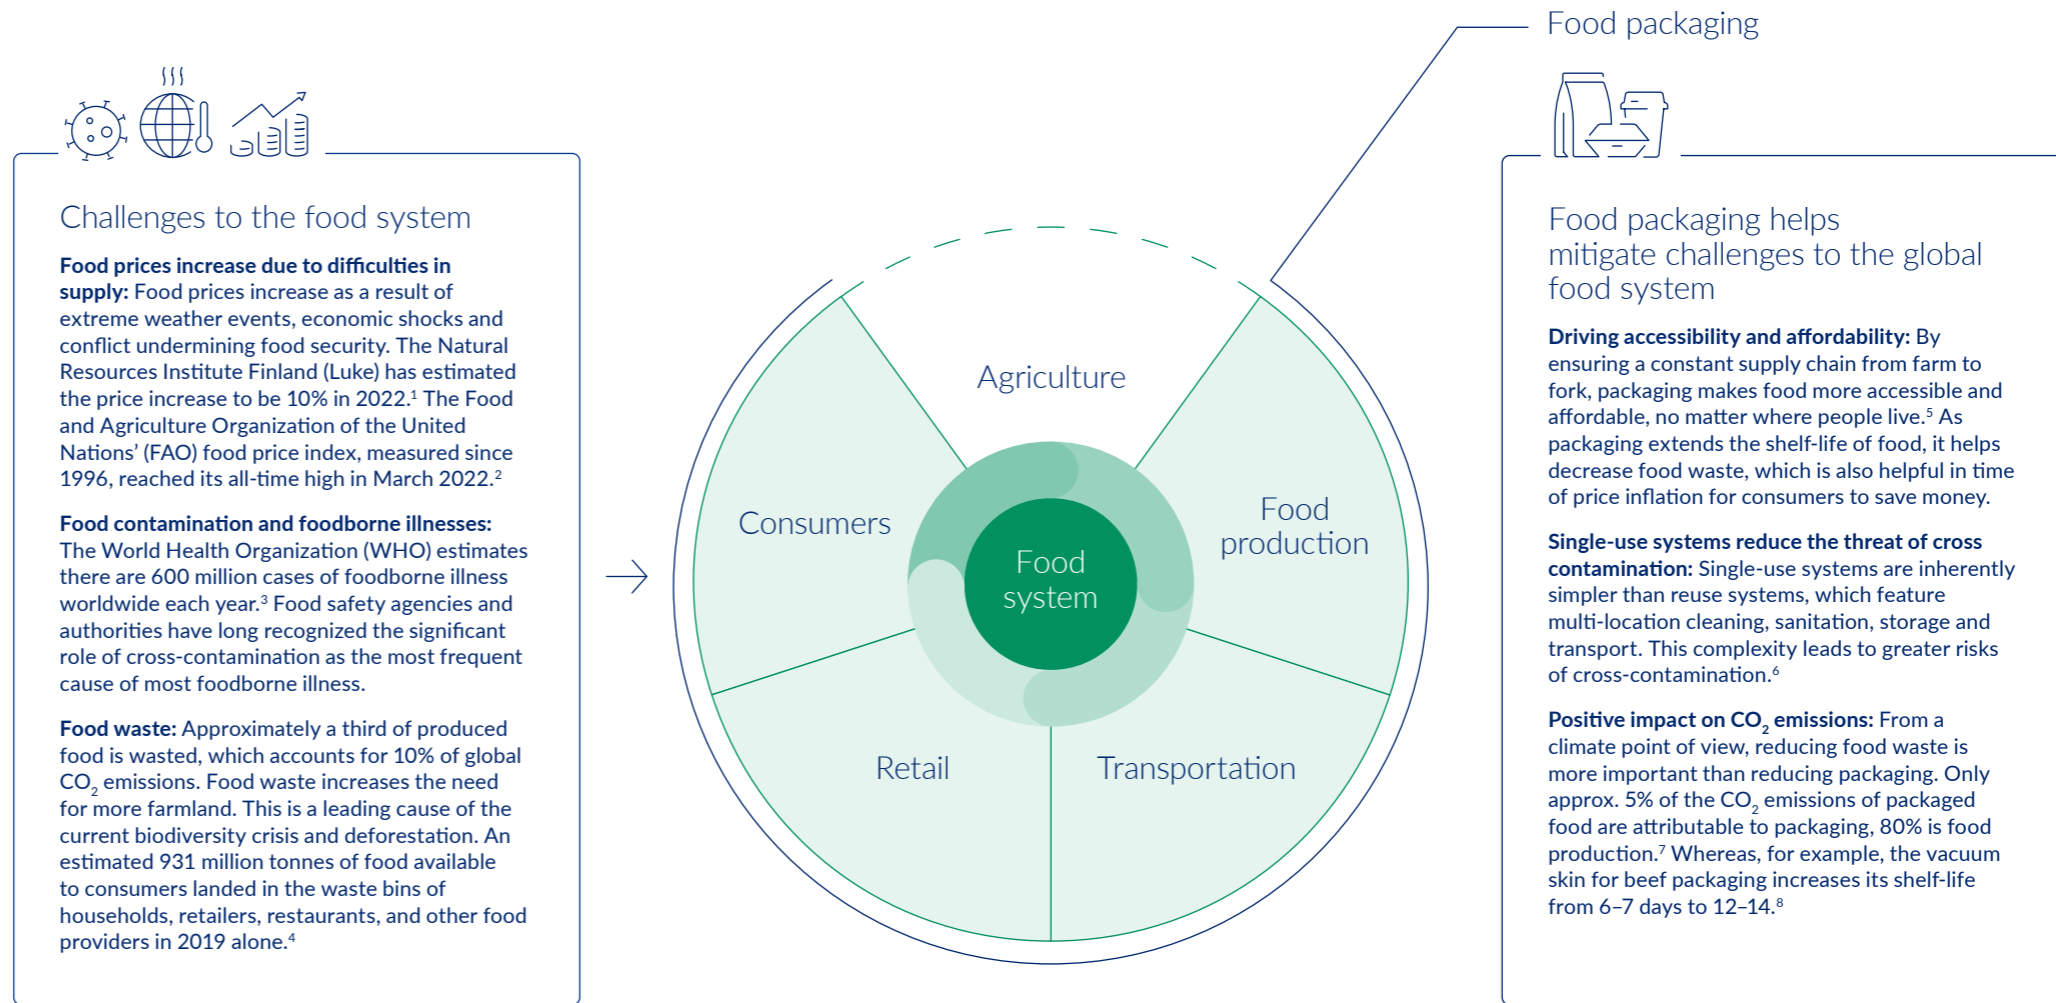 Food packaging
Challenges to the food system
Food prices increase due to difficulties in
supply: Food prices increase as a result of
extreme weather events, economic shocks and
conflict undermining food security. The Natural
Resources Institute Finland (Luke) has estimated
the price increase to be 10% in 2022.¹ The Food
and Agriculture Organization of the United
Nations’ (FAO) food price index, measured since
1996, reached its all-time high in March 2022.²
Food contamination and foodborne illnesses:
The World Health Organization (WHO) estimates
there are 600 million cases of foodborne illness
worldwide each year.³ Food safety agencies and
authorities have long recognized the significant
role of cross-contamination as the most frequent
cause of most foodborne illness.
Food waste: Approximately a third of produced
food is wasted, which accounts for 10% of global
CO₂ emissions. Food waste increases the need
for more farmland. This is a leading cause of the
current biodiversity crisis and deforestation. An
estimated 931 million tonnes of food available
to consumers landed in the waste bins of
households, retailers, restaurants, and other food
providers in 2019 alone.⁴
Agriculture
Consumers
Food
production
Food
system
Retail
Transportation
Food packaging helps
mitigate challenges to the global
food system
Driving accessibility and affordability: By
ensuring a constant supply chain from farm to
fork, packaging makes food more accessible and
affordable, no matter where people live.⁵ As
packaging extends the shelf-life of food, it helps
decrease food waste, which is also helpful in time
of price inflation for consumers to save money.
Single-use systems reduce the threat of cross
contamination: Single-use systems are inherently
simpler than reuse systems, which feature
multi-location cleaning, sanitation, storage and
transport. This complexity leads to greater risks
of cross-contamination.⁶
Positive impact on CO₂ emissions: From a
climate point of view, reducing food waste is
more important than reducing packaging. Only
approx. 5% of the CO₂ emissions of packaged
food are attributable to packaging, 80% is food
production.⁷ Whereas, for example, the vacuum
skin for beef packaging increases its shelf-life
from 6–7 days to 12–14.⁸